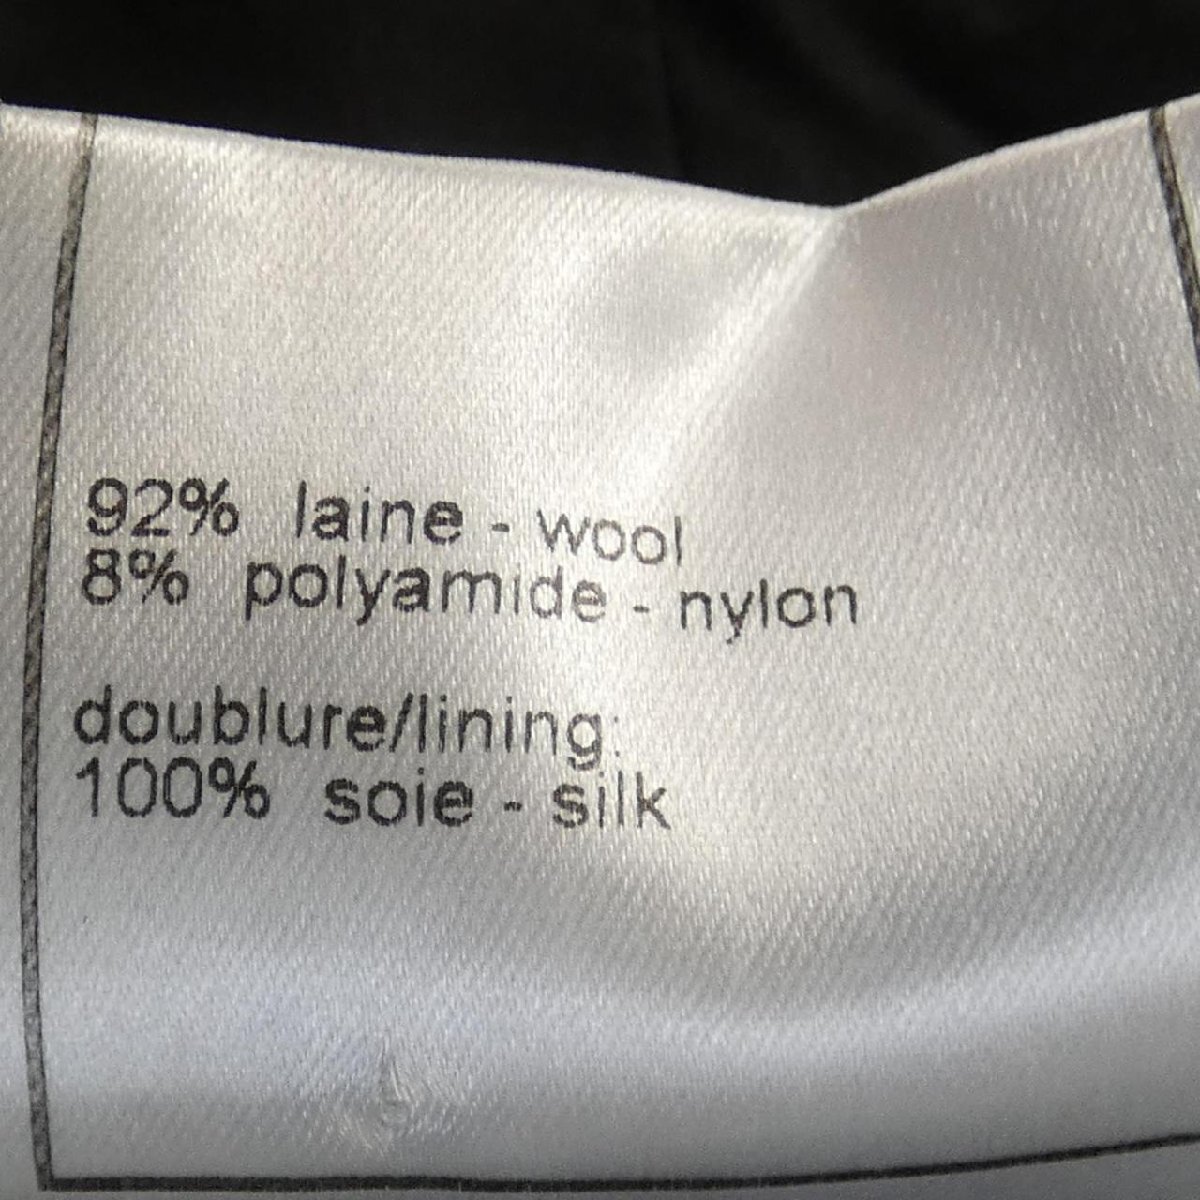 92% laine - wool
8% polyamide - nylon
doublure/lining:
100% soie - silk